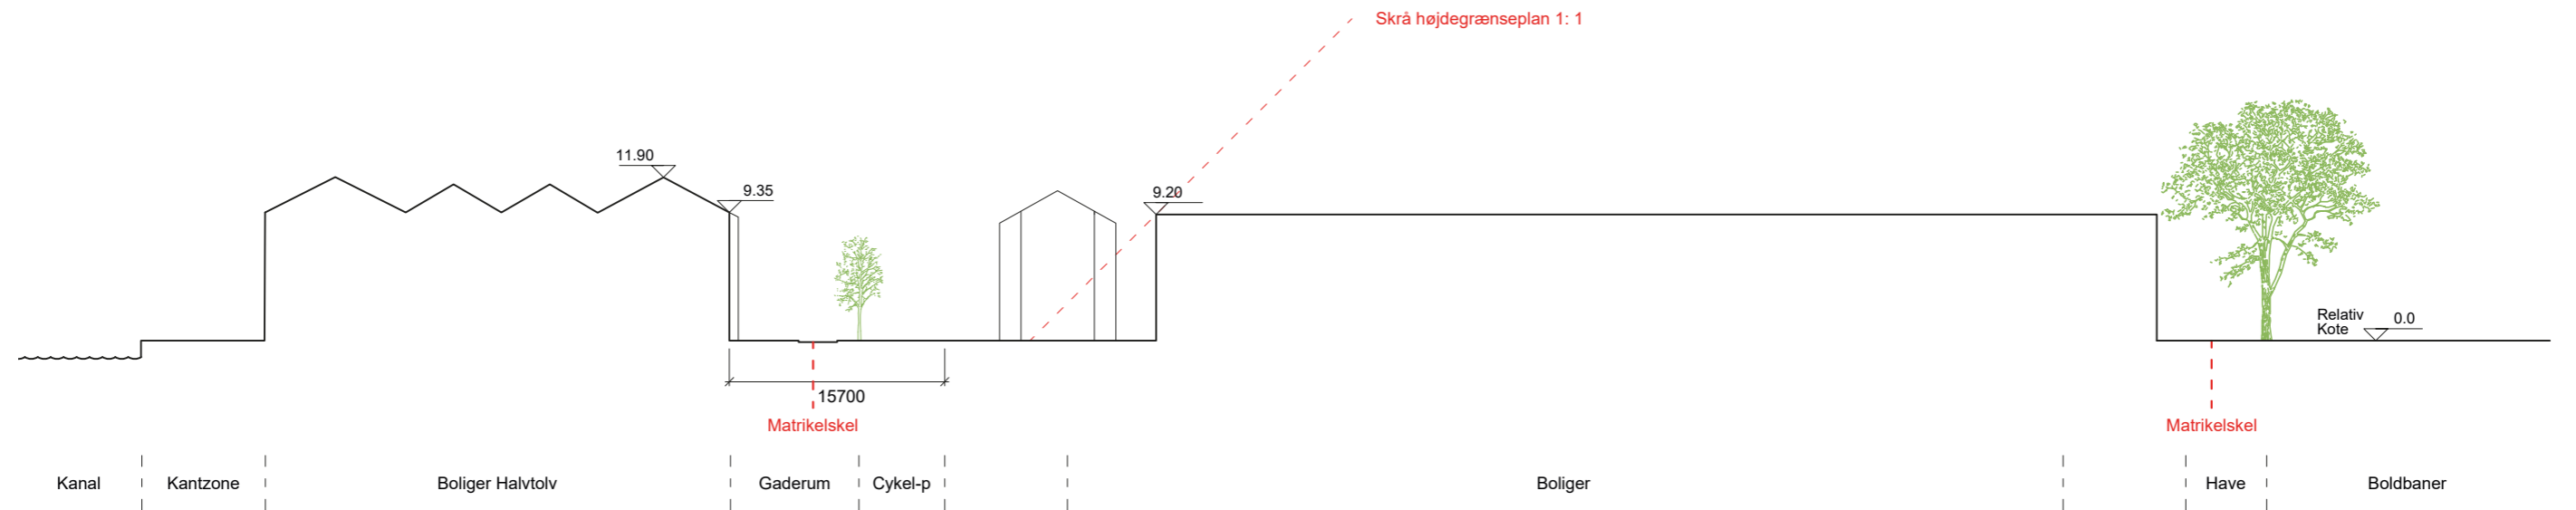 Skrå højdegrænseplan 1: 1
11.90
9.35
9.20
Relativ
Kote
0.0
15700
Matrikelskel
Matrikelskel
Kanal
Kantzone
Boliger Halvtolv
Gaderum
Cykel-p
Boliger
Have
Boldbaner